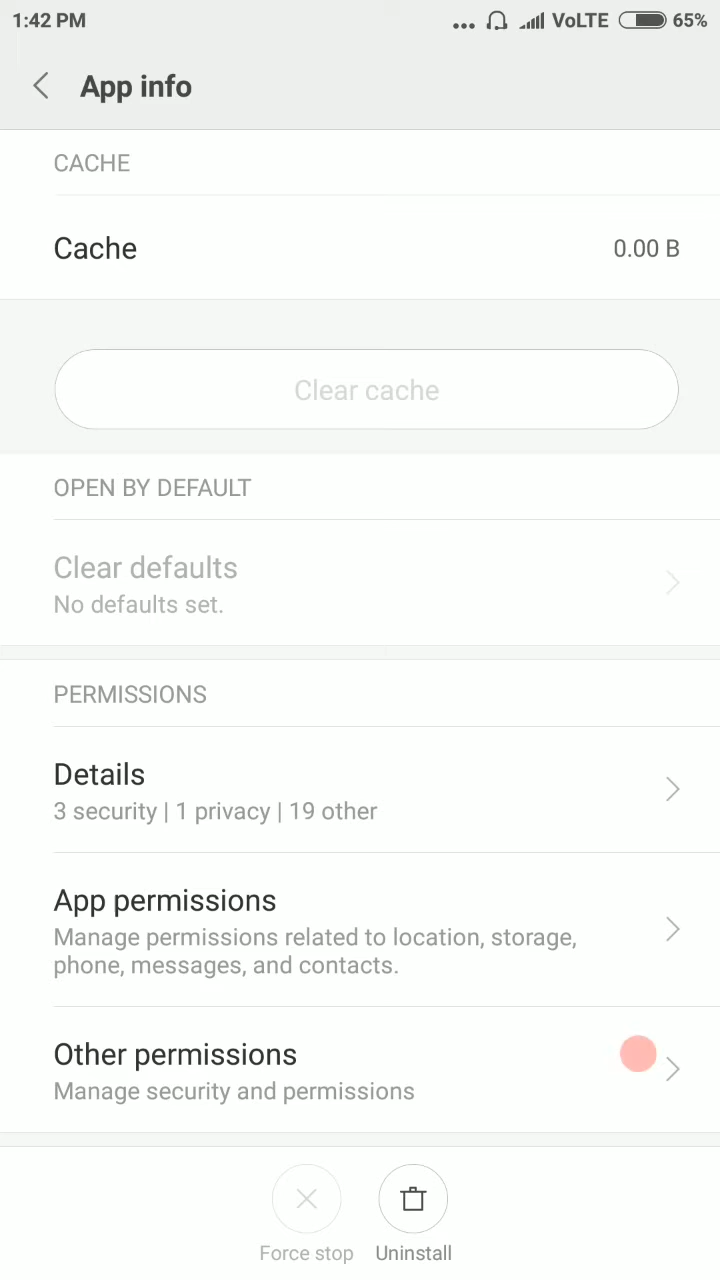 1:42 PM
... VoLTE 65%
App info
CACHE
Cache 0.00 B
Clear cache
OPEN BY DEFAULT
Clear defaults
No defaults set.
PERMISSIONS
Details
3 security | 1 privacy | 19 other
App permissions
Manage permissions related to location, storage,
phone, messages, and contacts.
Other permissions
Manage security and permissions
Force stop Uninstall